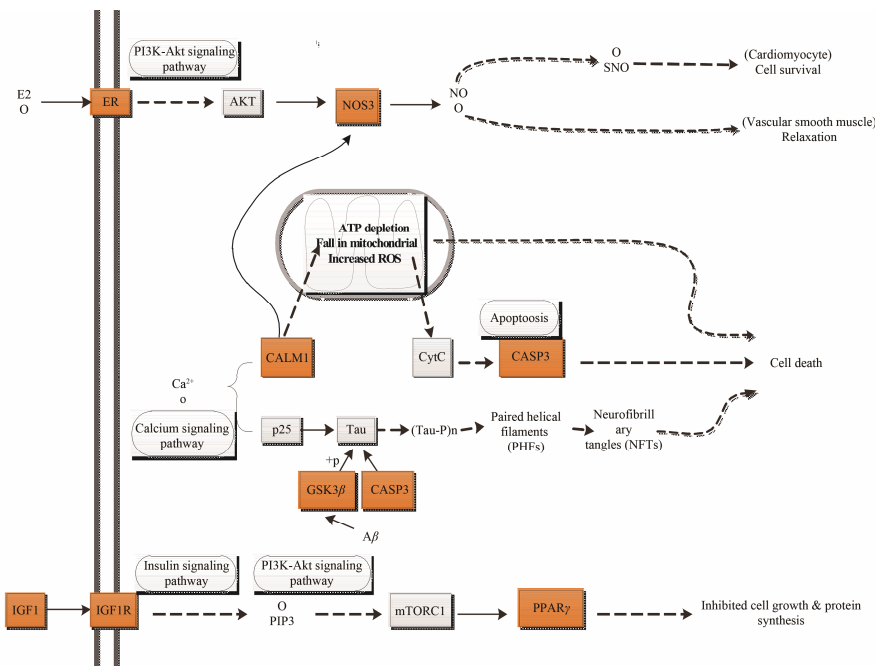 PI3K-Akt signaling
pathway
E2
O
ER
AKT
NOS3
NO
O
O
SNO
(Cardiomyocyte)
Cell survival
(Vascular smooth muscle)
Relaxation
ATP depletion
Fall in mitochondrial
Increased ROS
CALM1
CytC
Apoptoosis
CASP3
Cell death
Ca²⁺
o
Calcium signaling
pathway
p25
Tau
(Tau-P)n
Paired helical
filaments
(PHFs)
Neurofibrill
ary
tangles (NFTs)
+p
GSK3β
CASP3
Aβ
Insulin signaling
pathway
PI3K-Akt signaling
pathway
IGF1
IGF1R
O
PIP3
mTORC1
PPARγ
Inhibited cell growth & protein
synthesis